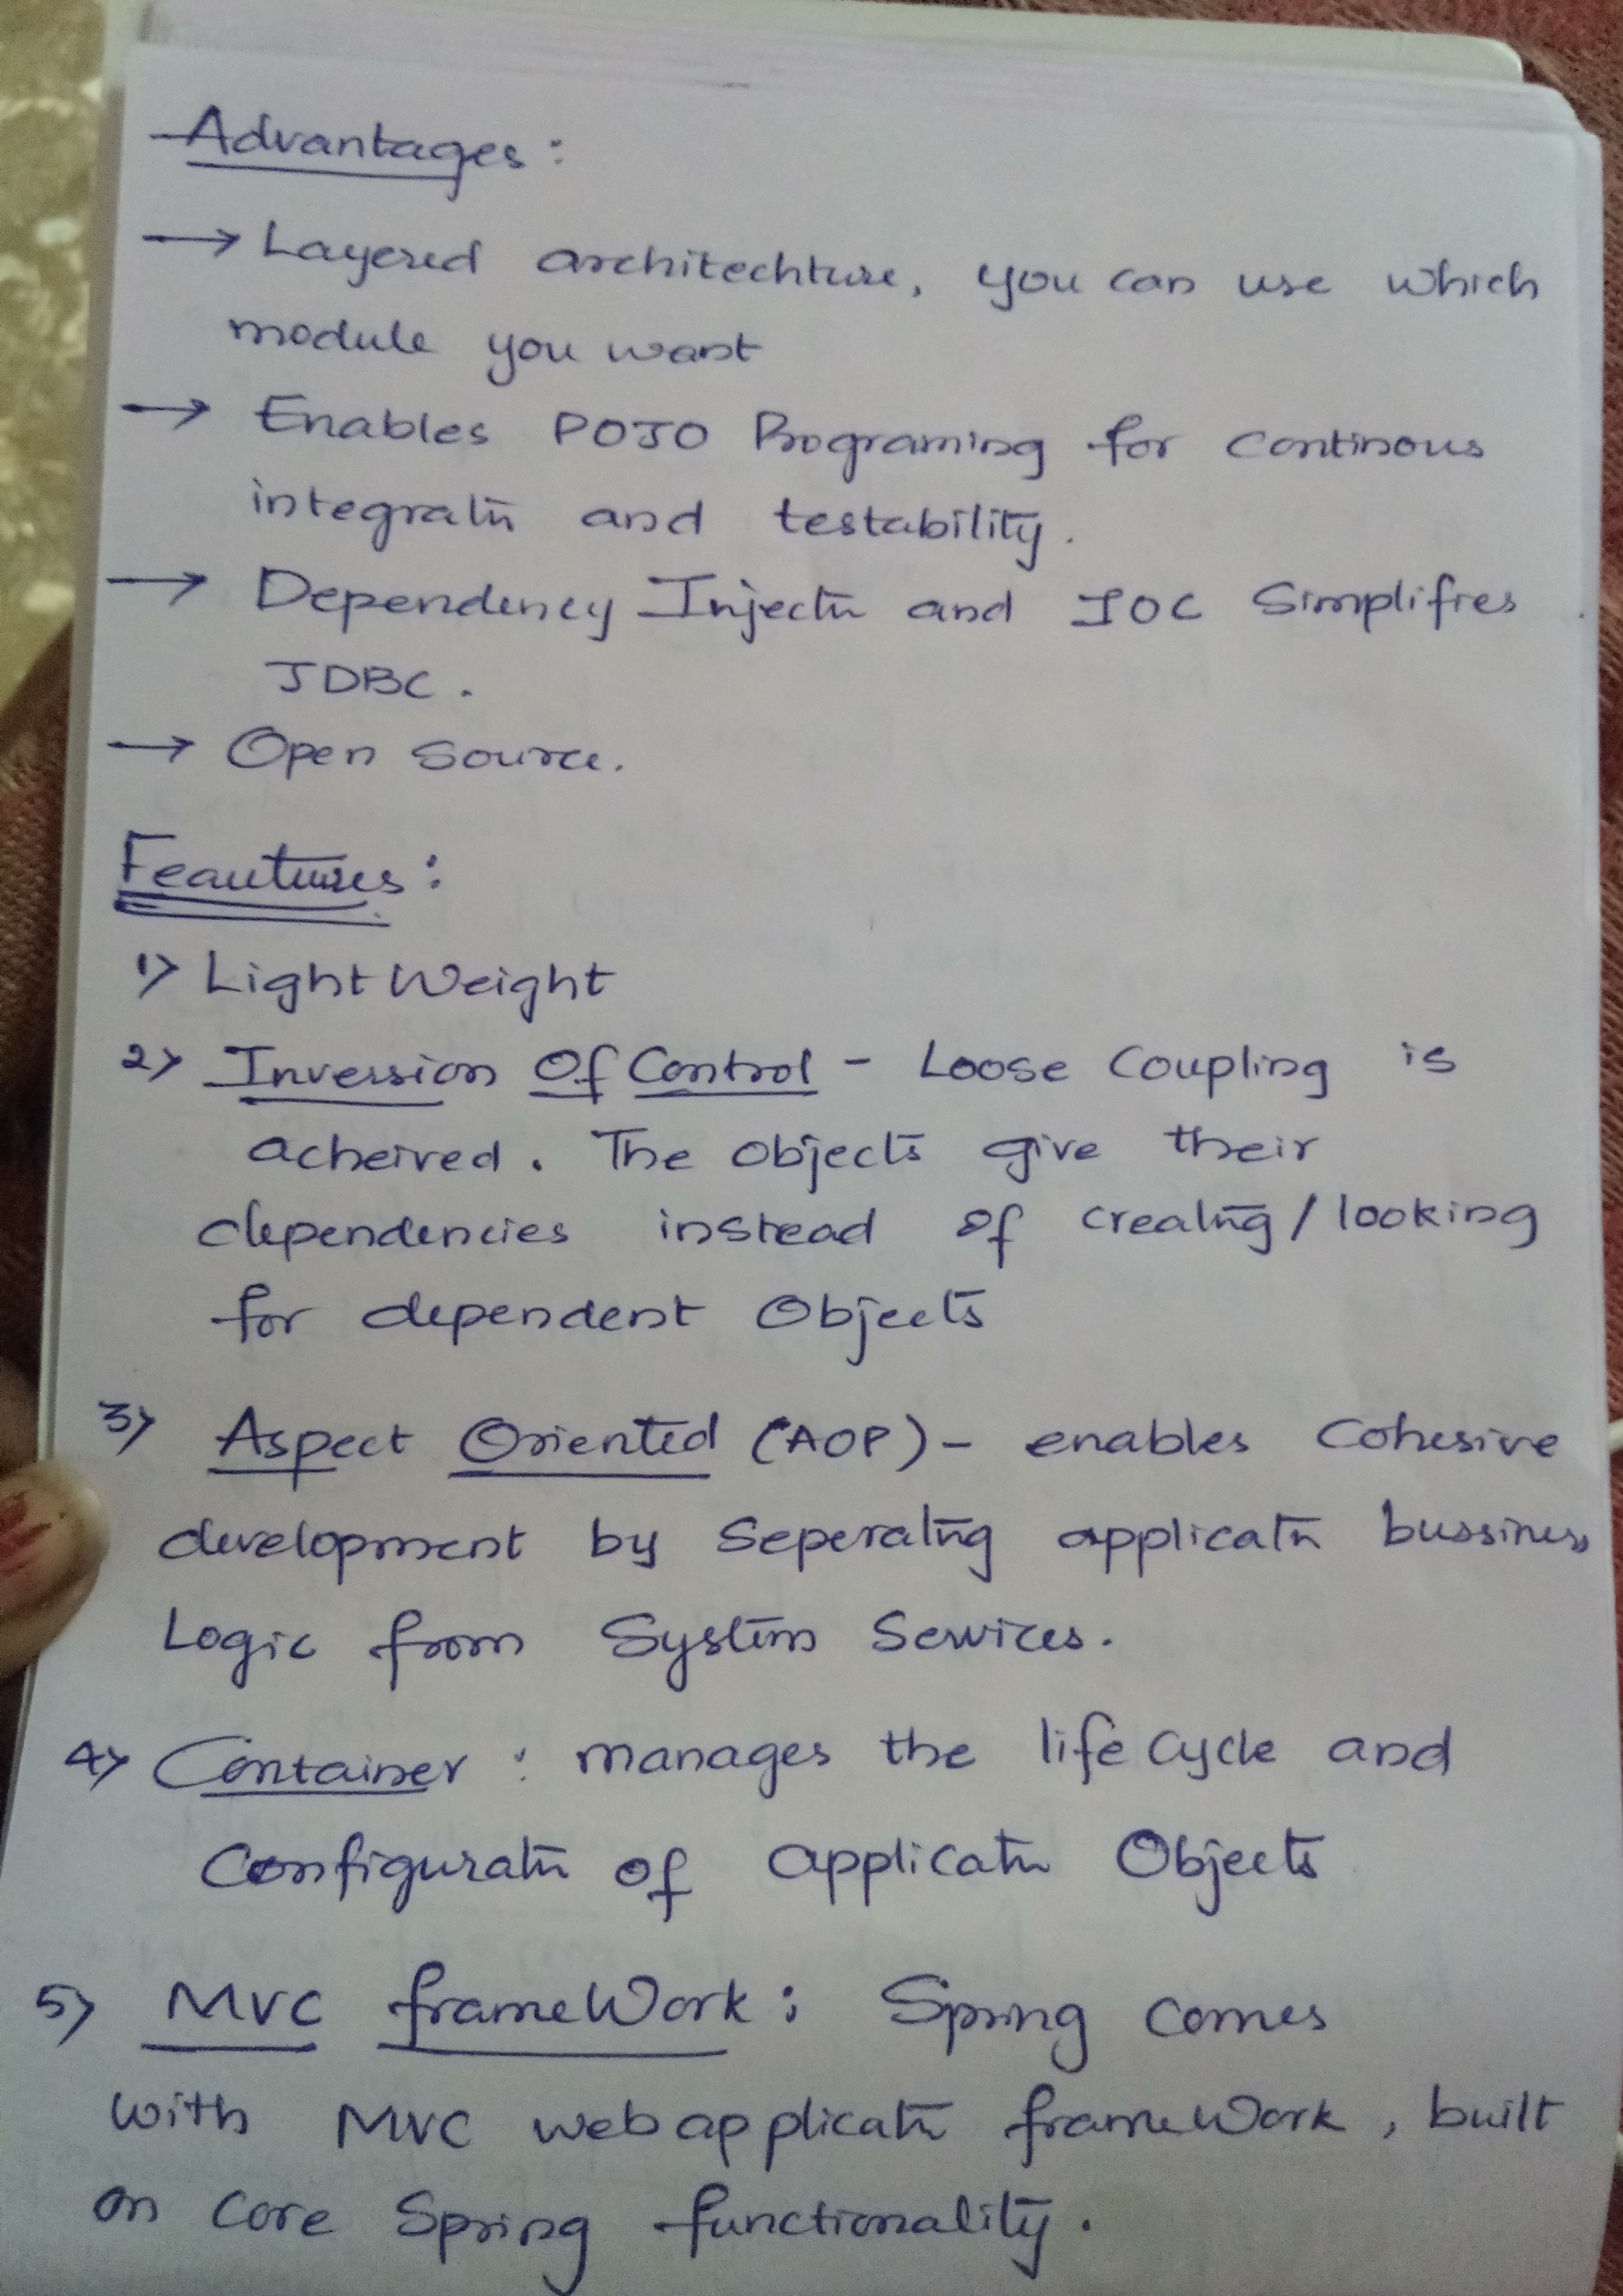 Advantages :
→ Layered architechture, you can use which
module you want
→ Enables POJO Programing for continous
integratn and testability.
→ Dependency Injectn and IOC Simplifies
JDBC.
→ Open Source.
Feautures :
1> Light Weight
2> Inversion Of Control - Loose Coupling is
acheived. The objects give their
dependencies instead of creating / looking
for dependent Objects
3> Aspect Oriented (AOP) - enables Cohesive
development by Seperating applicatn bussiness
Logic from System Services.
4> Container : manages the life cycle and
Configuratn of applicatn Objects
5> MVC frameWork : Spring comes
with MVC web applicatn frameWork, built
on core Spring functionality.